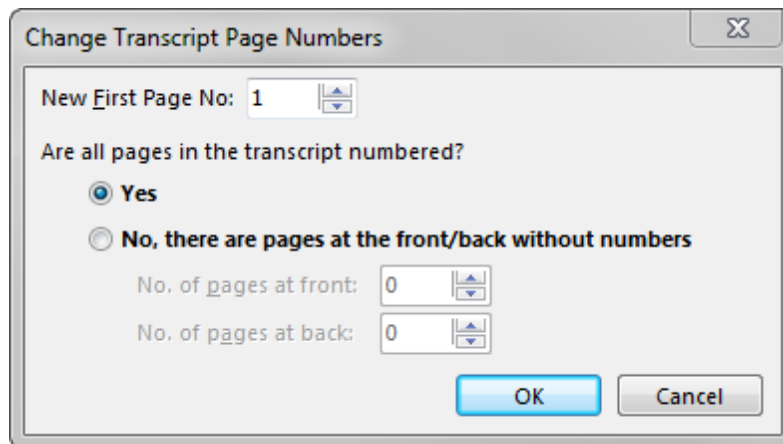 Change Transcript Page Numbers
New First Page No: 1
Are all pages in the transcript numbered?
Yes
No, there are pages at the front/back without numbers
No. of pages at front: 0
No. of pages at back: 0
OK Cancel